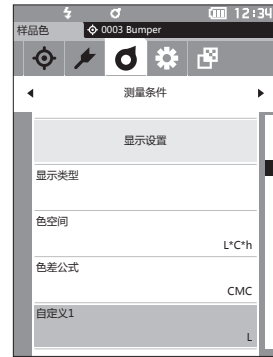 12:34
样品色 0003 Bumper
测量条件
显示设置
显示类型
色空间
L*C*h
色差公式
CMC
自定义1
L